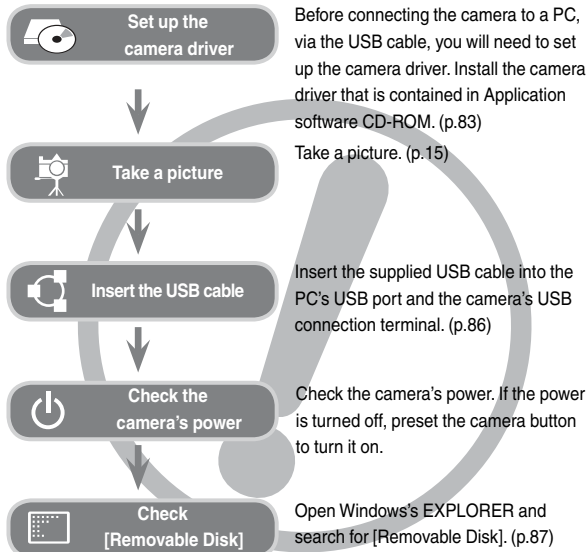 Set up the
camera driver
Before connecting the camera to a PC,
via the USB cable, you will need to set
up the camera driver. Install the camera
driver that is contained in Application
software CD-ROM. (p.83)
Take a picture
Take a picture. (p.15)
Insert the USB cable
Insert the supplied USB cable into the
PC's USB port and the camera's USB
connection terminal. (p.86)
Check the
camera's power
Check the camera's power. If the power
is turned off, preset the camera button
to turn it on.
Check
[Removable Disk]
Open Windows's EXPLORER and
search for [Removable Disk]. (p.87)